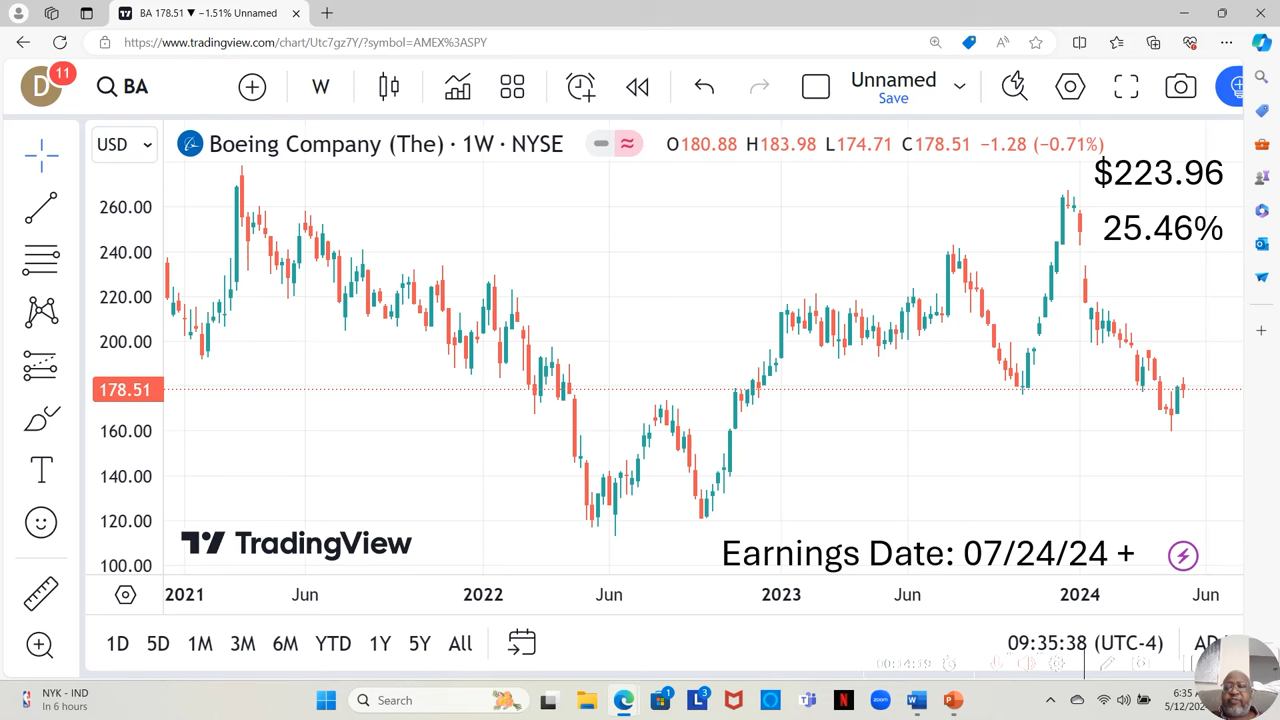 BA 178.51 ▼ −1.51% Unnamed
https://www.tradingview.com/chart/Utc7gz7Y/?symbol=AMEX%3ASPY
D
11
BA
W
Unnamed
Save
USD
Boeing Company (The) · 1W · NYSE
O180.88 H183.98 L174.71 C178.51 −1.28 (−0.71%)
$223.96
25.46%
260.00
240.00
220.00
200.00
178.51
160.00
140.00
120.00
100.00
TradingView
Earnings Date: 07/24/24 +
2021 Jun 2022 Jun 2023 Jun 2024 Jun
1D 5D 1M 3M 6M YTD 1Y 5Y All
09:35:38 (UTC-4)
00:14:19
NYK - IND
In 6 hours
Search
1
3
6:35